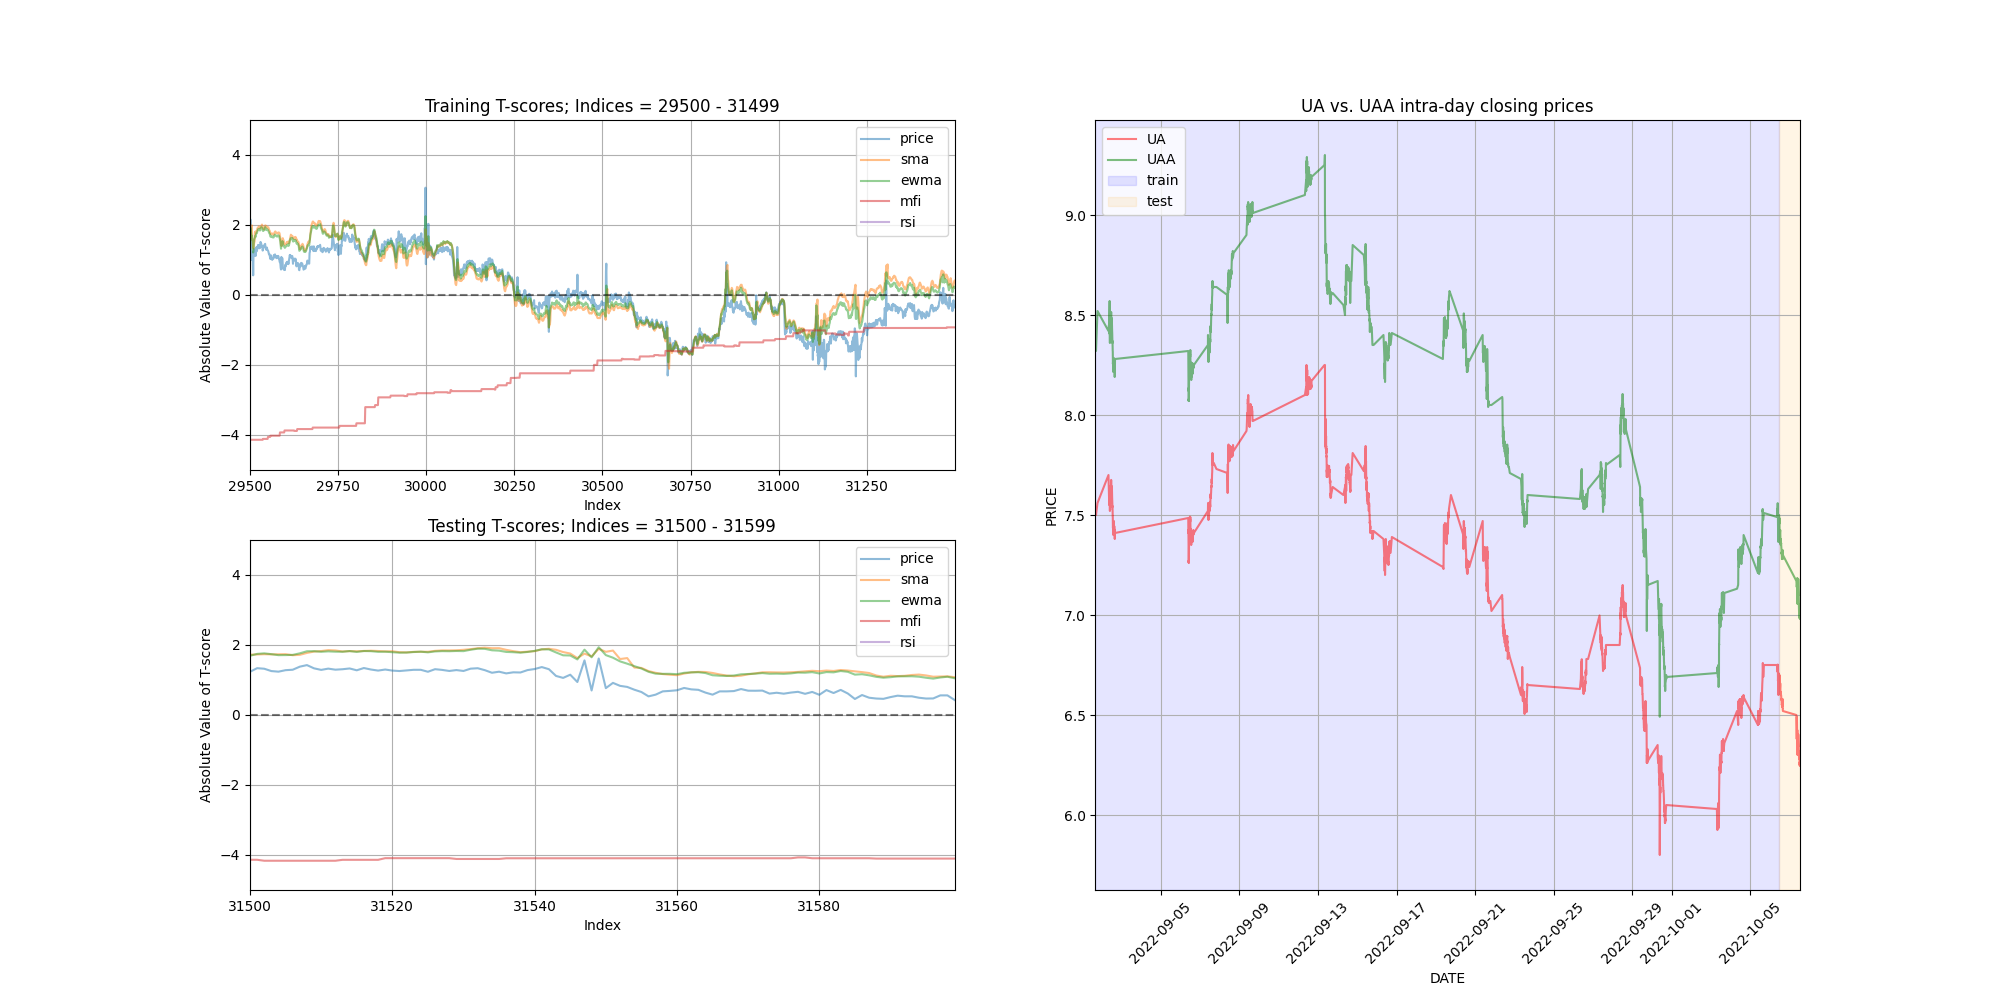 Training T-scores; Indices = 29500 - 31499
Absolute Value of T-score
4
2
0
−2
−4
price
sma
ewma
mfi
rsi
29500 29750 30000 30250 30500 30750 31000 31250
Index
Testing T-scores; Indices = 31500 - 31599
Absolute Value of T-score
4
2
0
−2
−4
price
sma
ewma
mfi
rsi
31500 31520 31540 31560 31580
Index
UA vs. UAA intra-day closing prices
PRICE
UA
UAA
train
test
9.0
8.5
8.0
7.5
7.0
6.5
6.0
2022-09-05 2022-09-09 2022-09-13 2022-09-17 2022-09-21 2022-09-25 2022-09-29 2022-10-01 2022-10-05
DATE